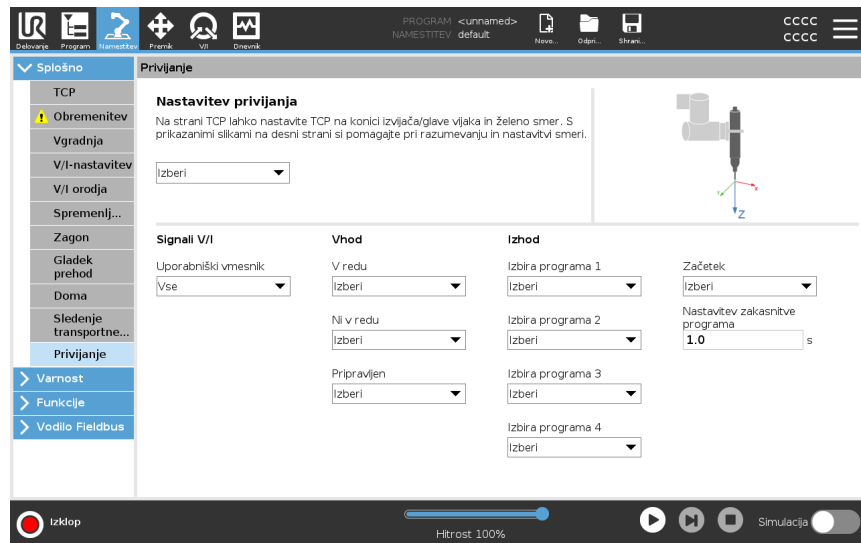 PROGRAM <unnamed>
NAMESTITEV default
Delovanje
Program
Namestitev
Premik
V/I
Dnevnik
Novo...
Odpri...
Shrani...
CCCC
CCCC
Splošno
TCP
Obremenitev
Vgradnja
V/I-nastavitev
V/I orodja
Spremenlj...
Zagon
Gladek
prehod
Doma
Sledenje
transportne...
Privijanje
Varnost
Funkcije
Vodilo Fieldbus
Privijanje
Nastavitev privijanja
Na strani TCP lahko nastavite TCP na konici izvijača/glave vijaka in želeno smer. S
prikazanimi slikami na desni strani si pomagajte pri razumevanju in nastavitvi smeri.
Izberi
Y
X
Z
Signali V/I
Vhod
Izhod
Uporabniški vmesnik
Vse
V redu
Izberi
Ni v redu
Izberi
Pripravljen
Izberi
Izbira programa 1
Izberi
Izbira programa 2
Izberi
Izbira programa 3
Izberi
Izbira programa 4
Izberi
Začetek
Izberi
Nastavitev zakasnitve
programa
1.0 s
Izklop
Hitrost 100%
Simulacija